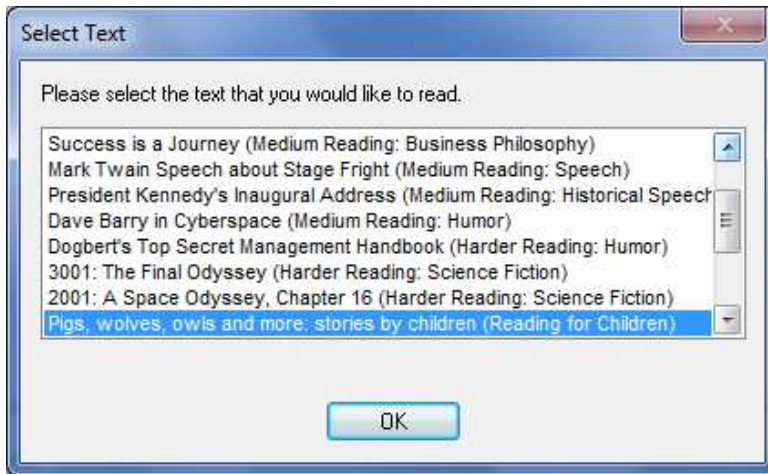 Select Text
Please select the text that you would like to read.
Success is a Journey (Medium Reading: Business Philosophy)
Mark Twain Speech about Stage Fright (Medium Reading: Speech)
President Kennedy's Inaugural Address (Medium Reading: Historical Speech
Dave Barry in Cyberspace (Medium Reading: Humor)
Dogbert's Top Secret Management Handbook (Harder Reading: Humor)
3001: The Final Odyssey (Harder Reading: Science Fiction)
2001: A Space Odyssey, Chapter 16 (Harder Reading: Science Fiction)
Pigs, wolves, owls and more: stories by children (Reading for Children)
OK